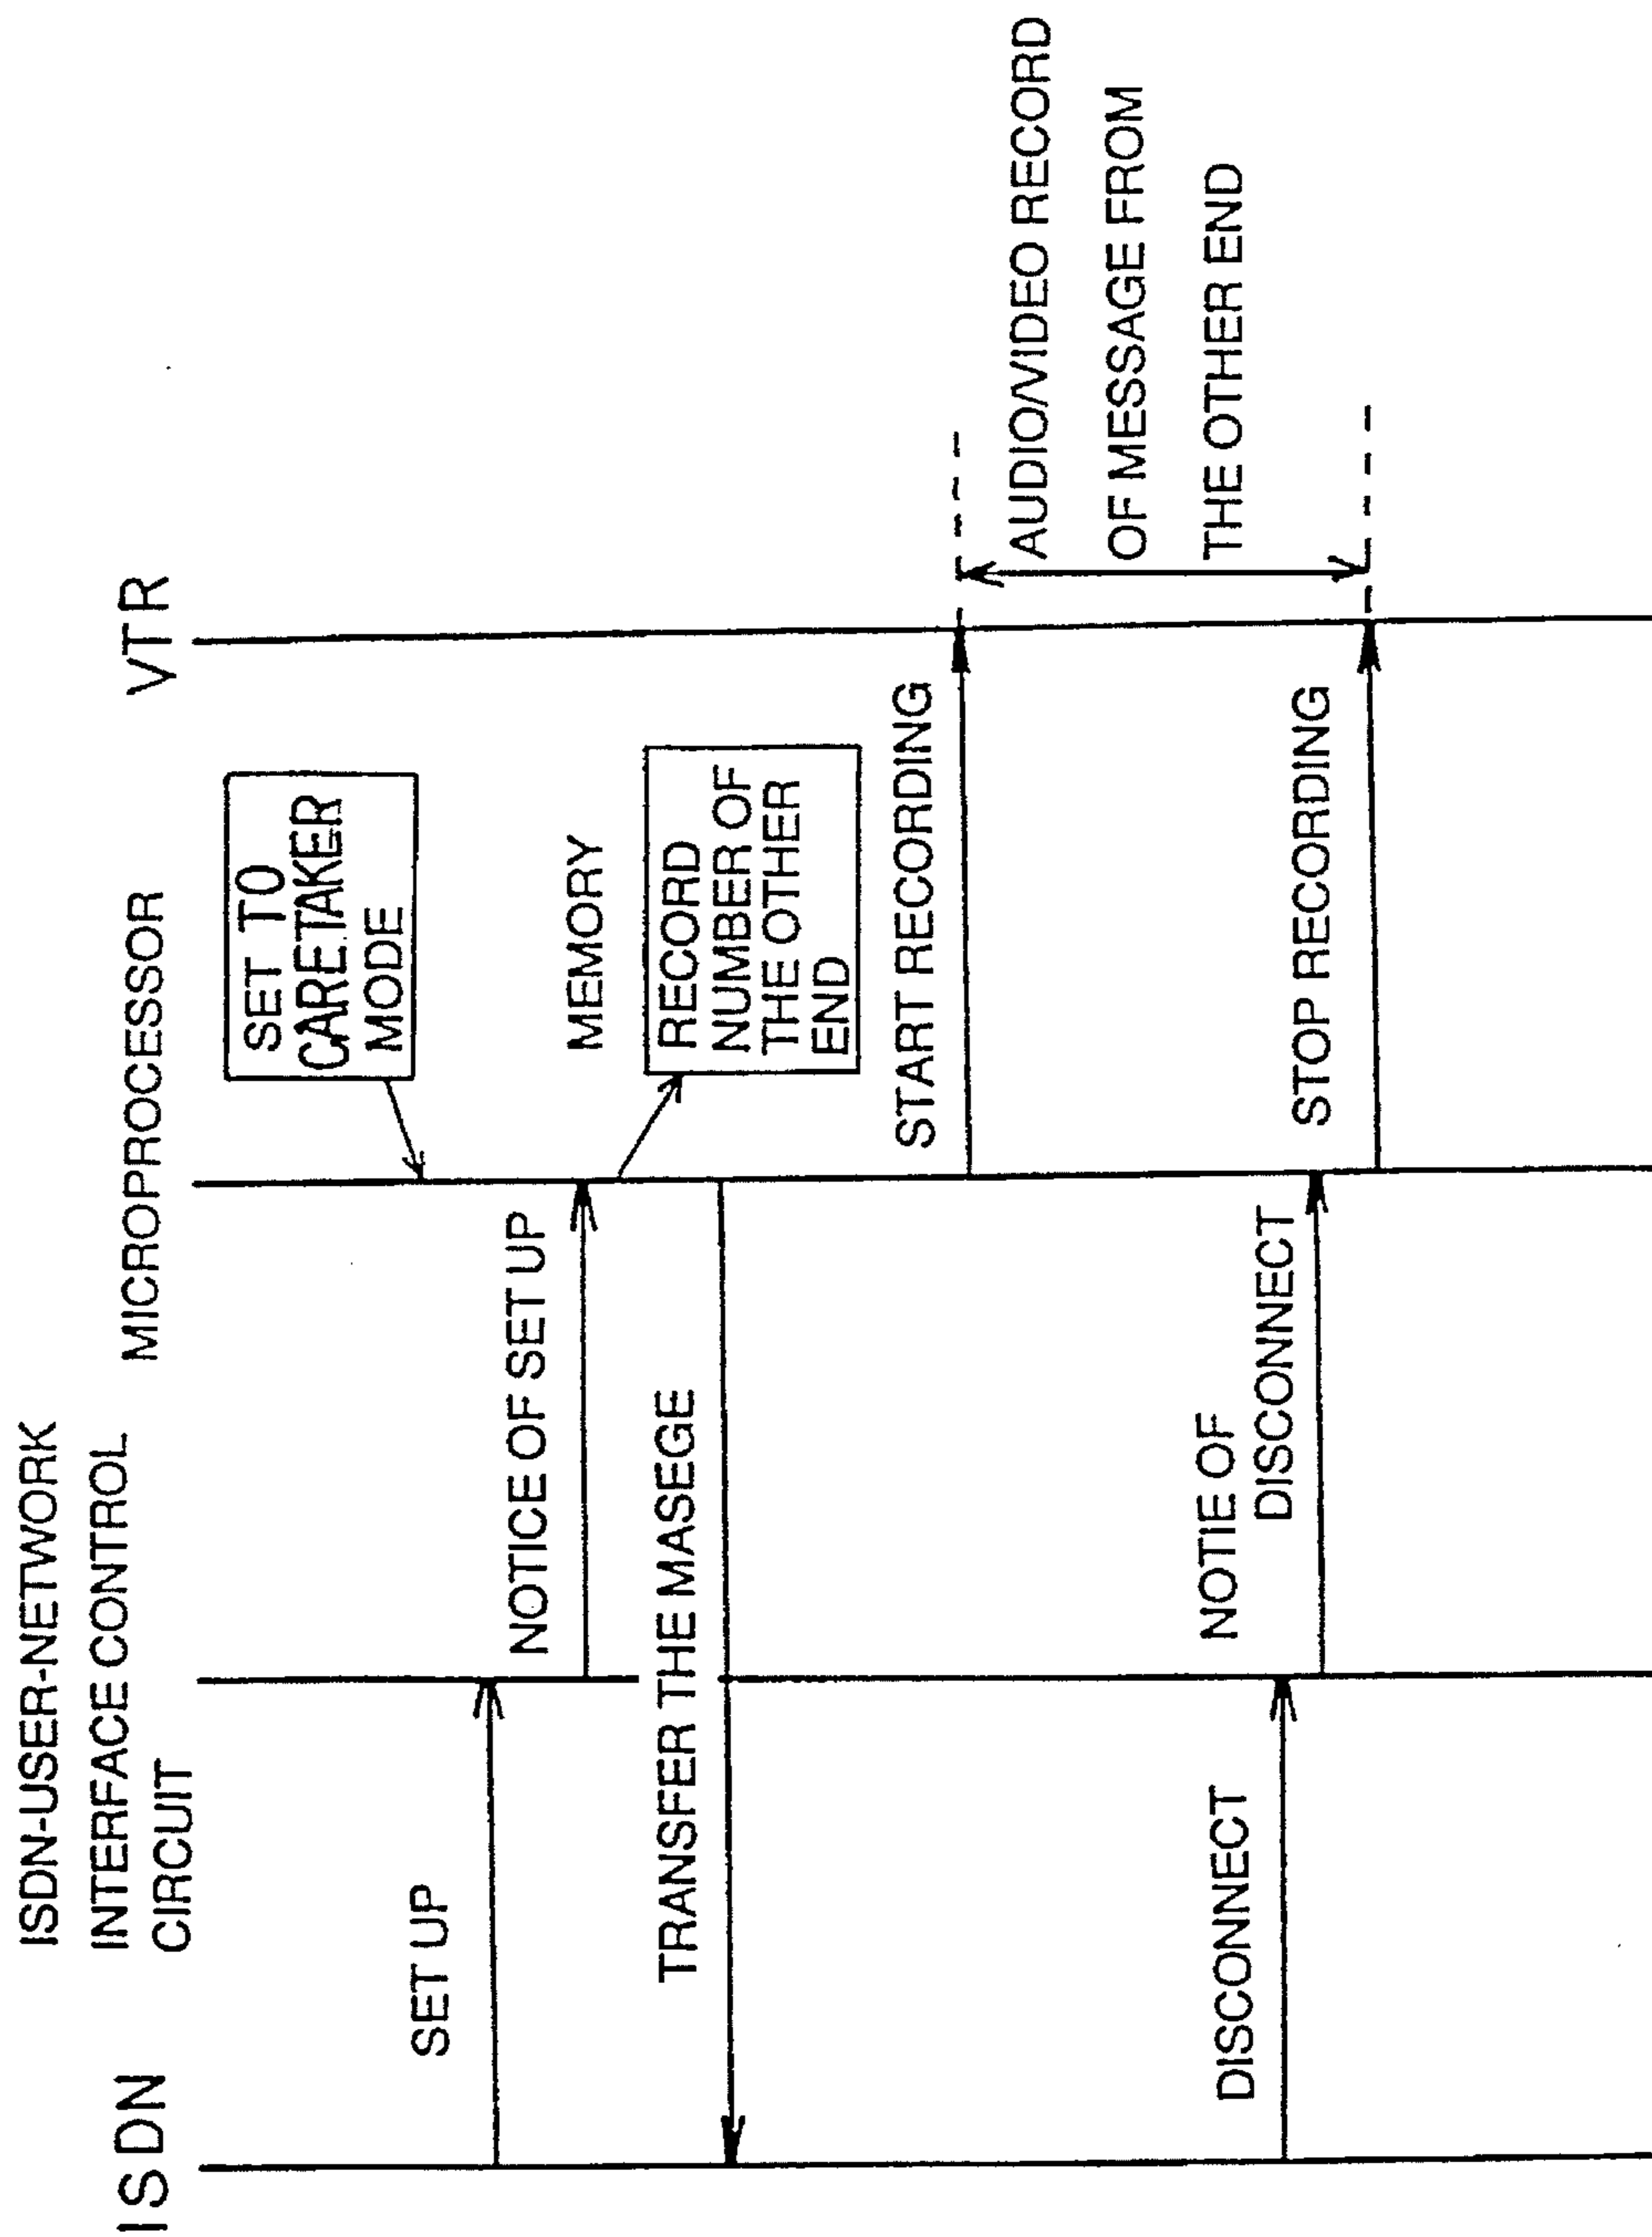 ISDN
ISDN-USER-NETWORK
INTERFACE CONTROL
CIRCUIT
MICROPROCESSOR
VTR
SET TO
CARETAKER
MODE
SET UP
NOTICE OF SET UP
MEMORY
RECORD
NUMBER OF
THE OTHER
END
TRANSFER THE MASEGE
START RECORDING
AUDIO/VIDEO RECORD
OF MESSAGE FROM
THE OTHER END
DISCONNECT
NOTIE OF
DISCONNECT
STOP RECORDING